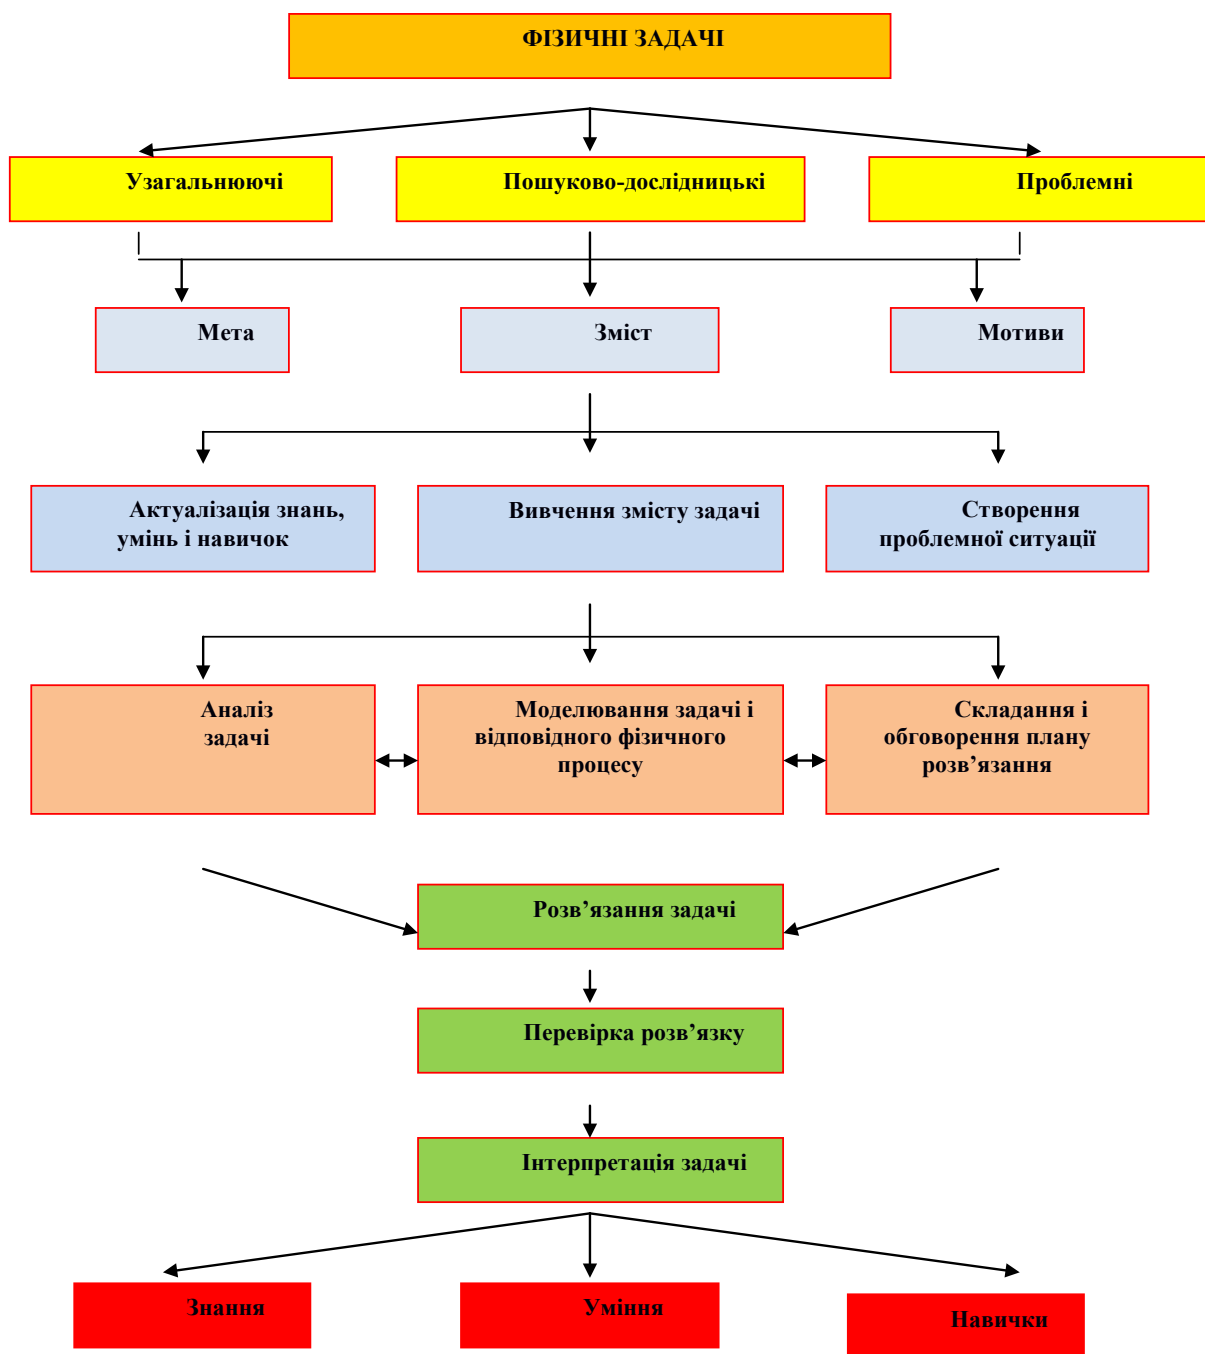 ФІЗИЧНІ ЗАДАЧІ
Узагальнюючі
Пошуково-дослідницькі
Проблемні
Мета
Зміст
Мотиви
Актуалізація знань,
умінь і навичок
Вивчення змісту задачі
Створення
проблемної ситуації
Аналіз
задачі
Моделювання задачі і
відповідного фізичного
процесу
Складання і
обговорення плану
розв’язання
Розв’язання задачі
Перевірка розв’язку
Інтерпретація задачі
Знання
Уміння
Навички